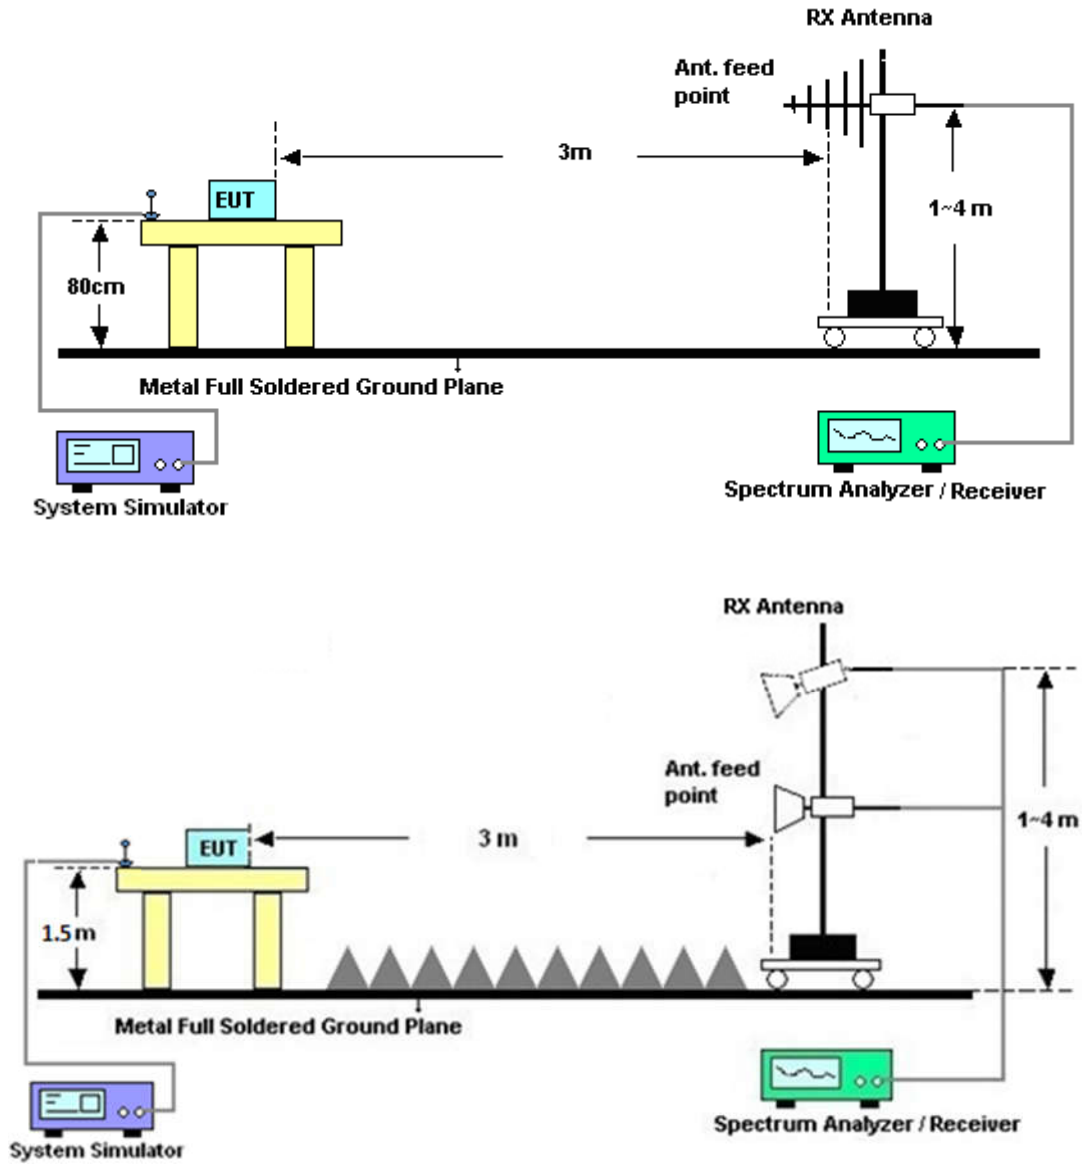 RX Antenna
Ant. feed
point
3m
EUT
1~4 m
80cm
Metal Full Soldered Ground Plane
System Simulator
Spectrum Analyzer / Receiver
RX Antenna
Ant. feed
point
1~4 m
3 m
EUT
1.5 m
Metal Full Soldered Ground Plane
Spectrum Analyzer / Receiver
System Simulator